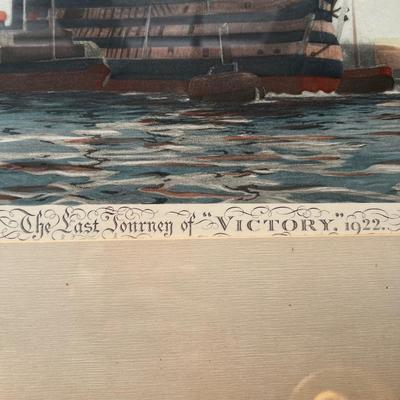 The Last Journey of "VICTORY," 1922.